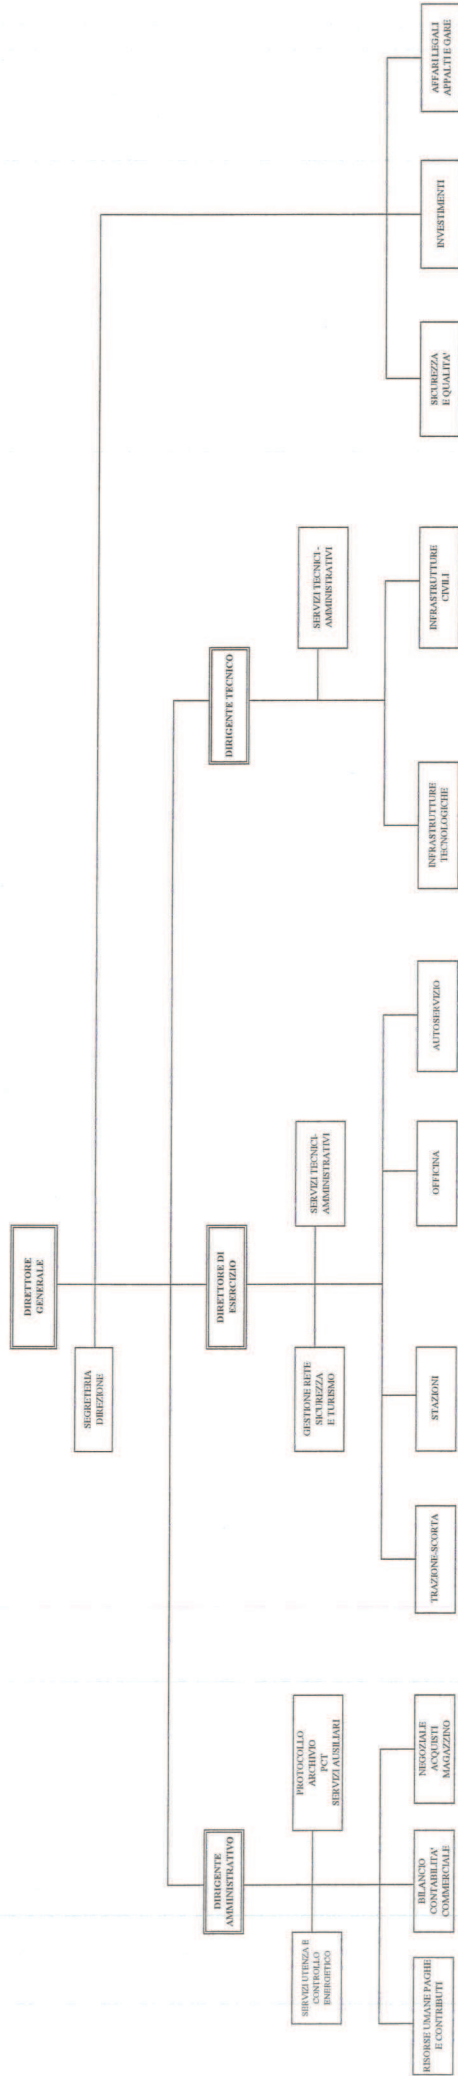 DIRETTORE
GENERALE
SEGRETERIA
DIREZIONE
DIRIGENTE
AMMINISTRATIVO
DIRETTORE DI
ESERCIZIO
DIRIGENTE TECNICO
SERVIZI UTENZA E
CONTROLLO
ENERGETICO
PROTOCOLLO
ARCHIVIO
PCT
SERVIZI AUSILIARI
GESTIONE RETE
SICUREZZA
E TURISMO
SERVIZI TECNICI-
AMMINISTRATIVI
SERVIZI TECNICI -
AMMINISTRATIVI
RISORSE UMANE PAGHE
E CONTRIBUTI
BILANCIO
CONTABILITA'
COMMERCIALE
NEGOZIALE
ACQUISTI
MAGAZZINO
TRAZIONE-SCORTA
STAZIONI
OFFICINA
AUTOSERVIZIO
INFRASTRUTTURE
TECNOLOGICHE
INFRASTRUTTURE
CIVILI
SICUREZZA
E QUALITA'
INVESTIMENTI
AFFARI LEGALI
APPALTI E GARE